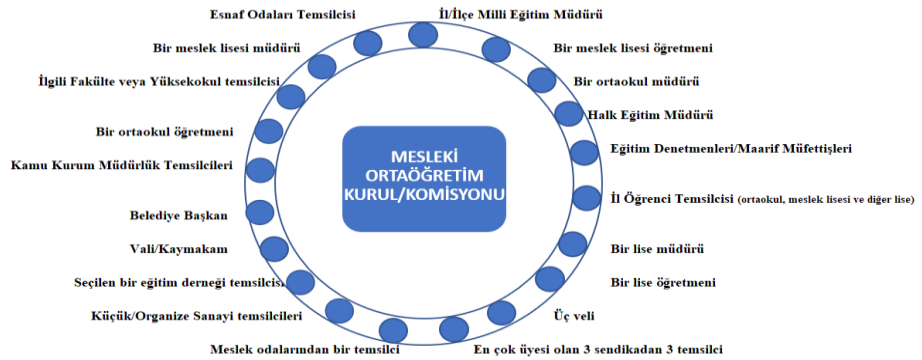 Esnaf Odaları Temsilcisi
İl/İlçe Milli Eğitim Müdürü
Bir meslek lisesi müdürü
Bir meslek lisesi öğretmeni
İlgili Fakülte veya Yüksekokul temsilcisi
Bir ortaokul müdürü
Halk Eğitim Müdürü
Bir ortaokul öğretmeni
Eğitim Denetmenleri/Maarif Müfettişleri
Kamu Kurum Müdürlük Temsilcileri
MESLEKİ
ORTAÖĞRETİM
KURUL/KOMİSYONU
İl Öğrenci Temsilcisi (ortaokul, meslek lisesi ve diğer lise)
Belediye Başkan
Vali/Kaymakam
Bir lise müdürü
Seçilen bir eğitim derneği temsilcisi
Bir lise öğretmeni
Küçük/Organize Sanayi temsilcileri
Üç veli
Meslek odalarından bir temsilci
En çok üyesi olan 3 sendikadan 3 temsilci